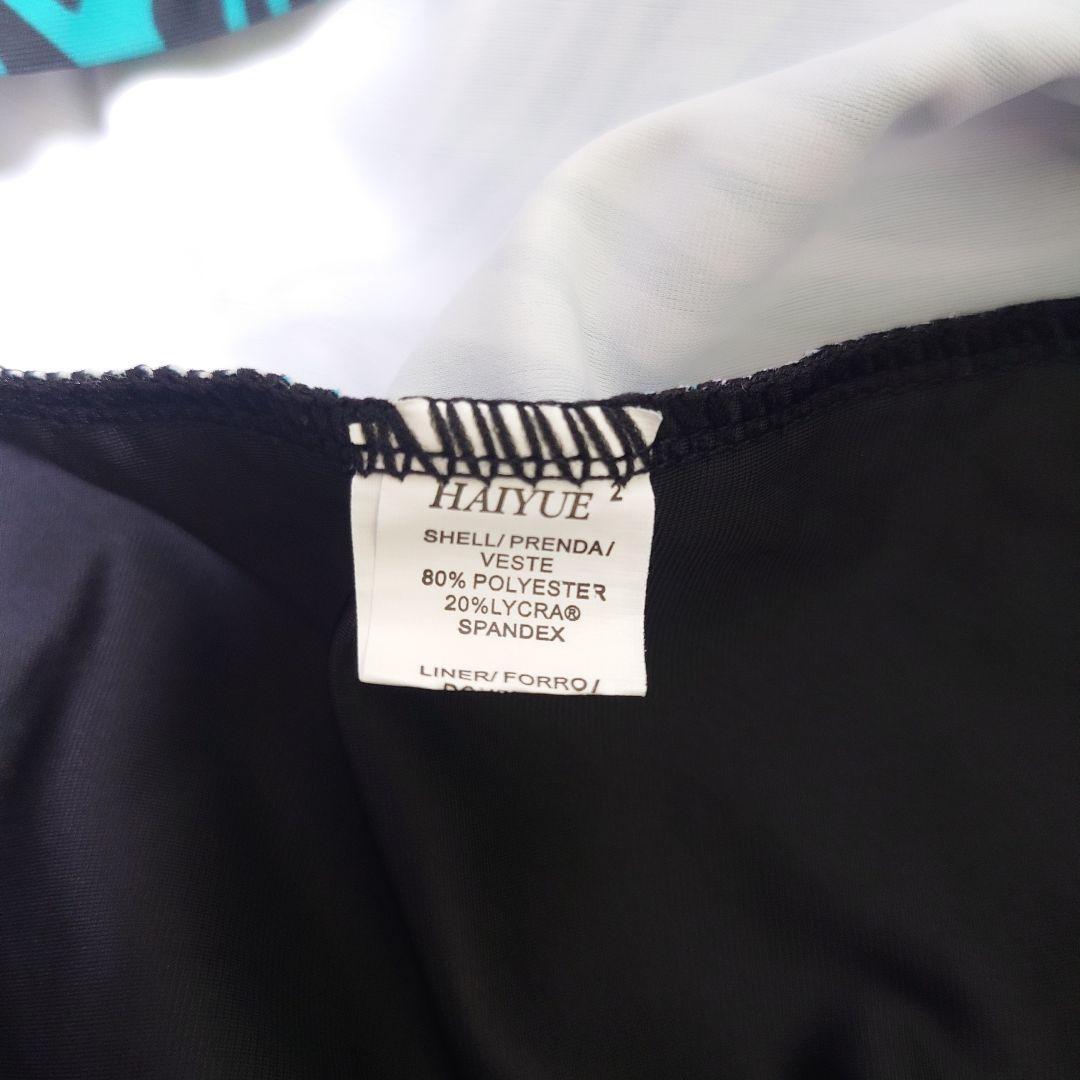 HAIYUE 2
SHELL/ PRENDA/
VESTE
80% POLYESTER
20%LYCRA®
SPANDEX
LINER/ FORRO/